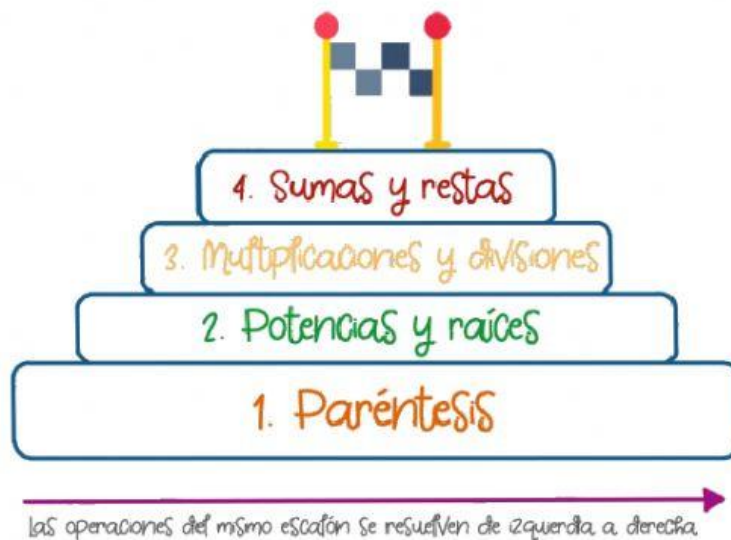 4. Sumas y restas
3. Multiplicaciones y divisiones
2. Potencias y raíces
1. Paréntesis
las operaciones del mismo escalón se resuelven de izquierda a derecha